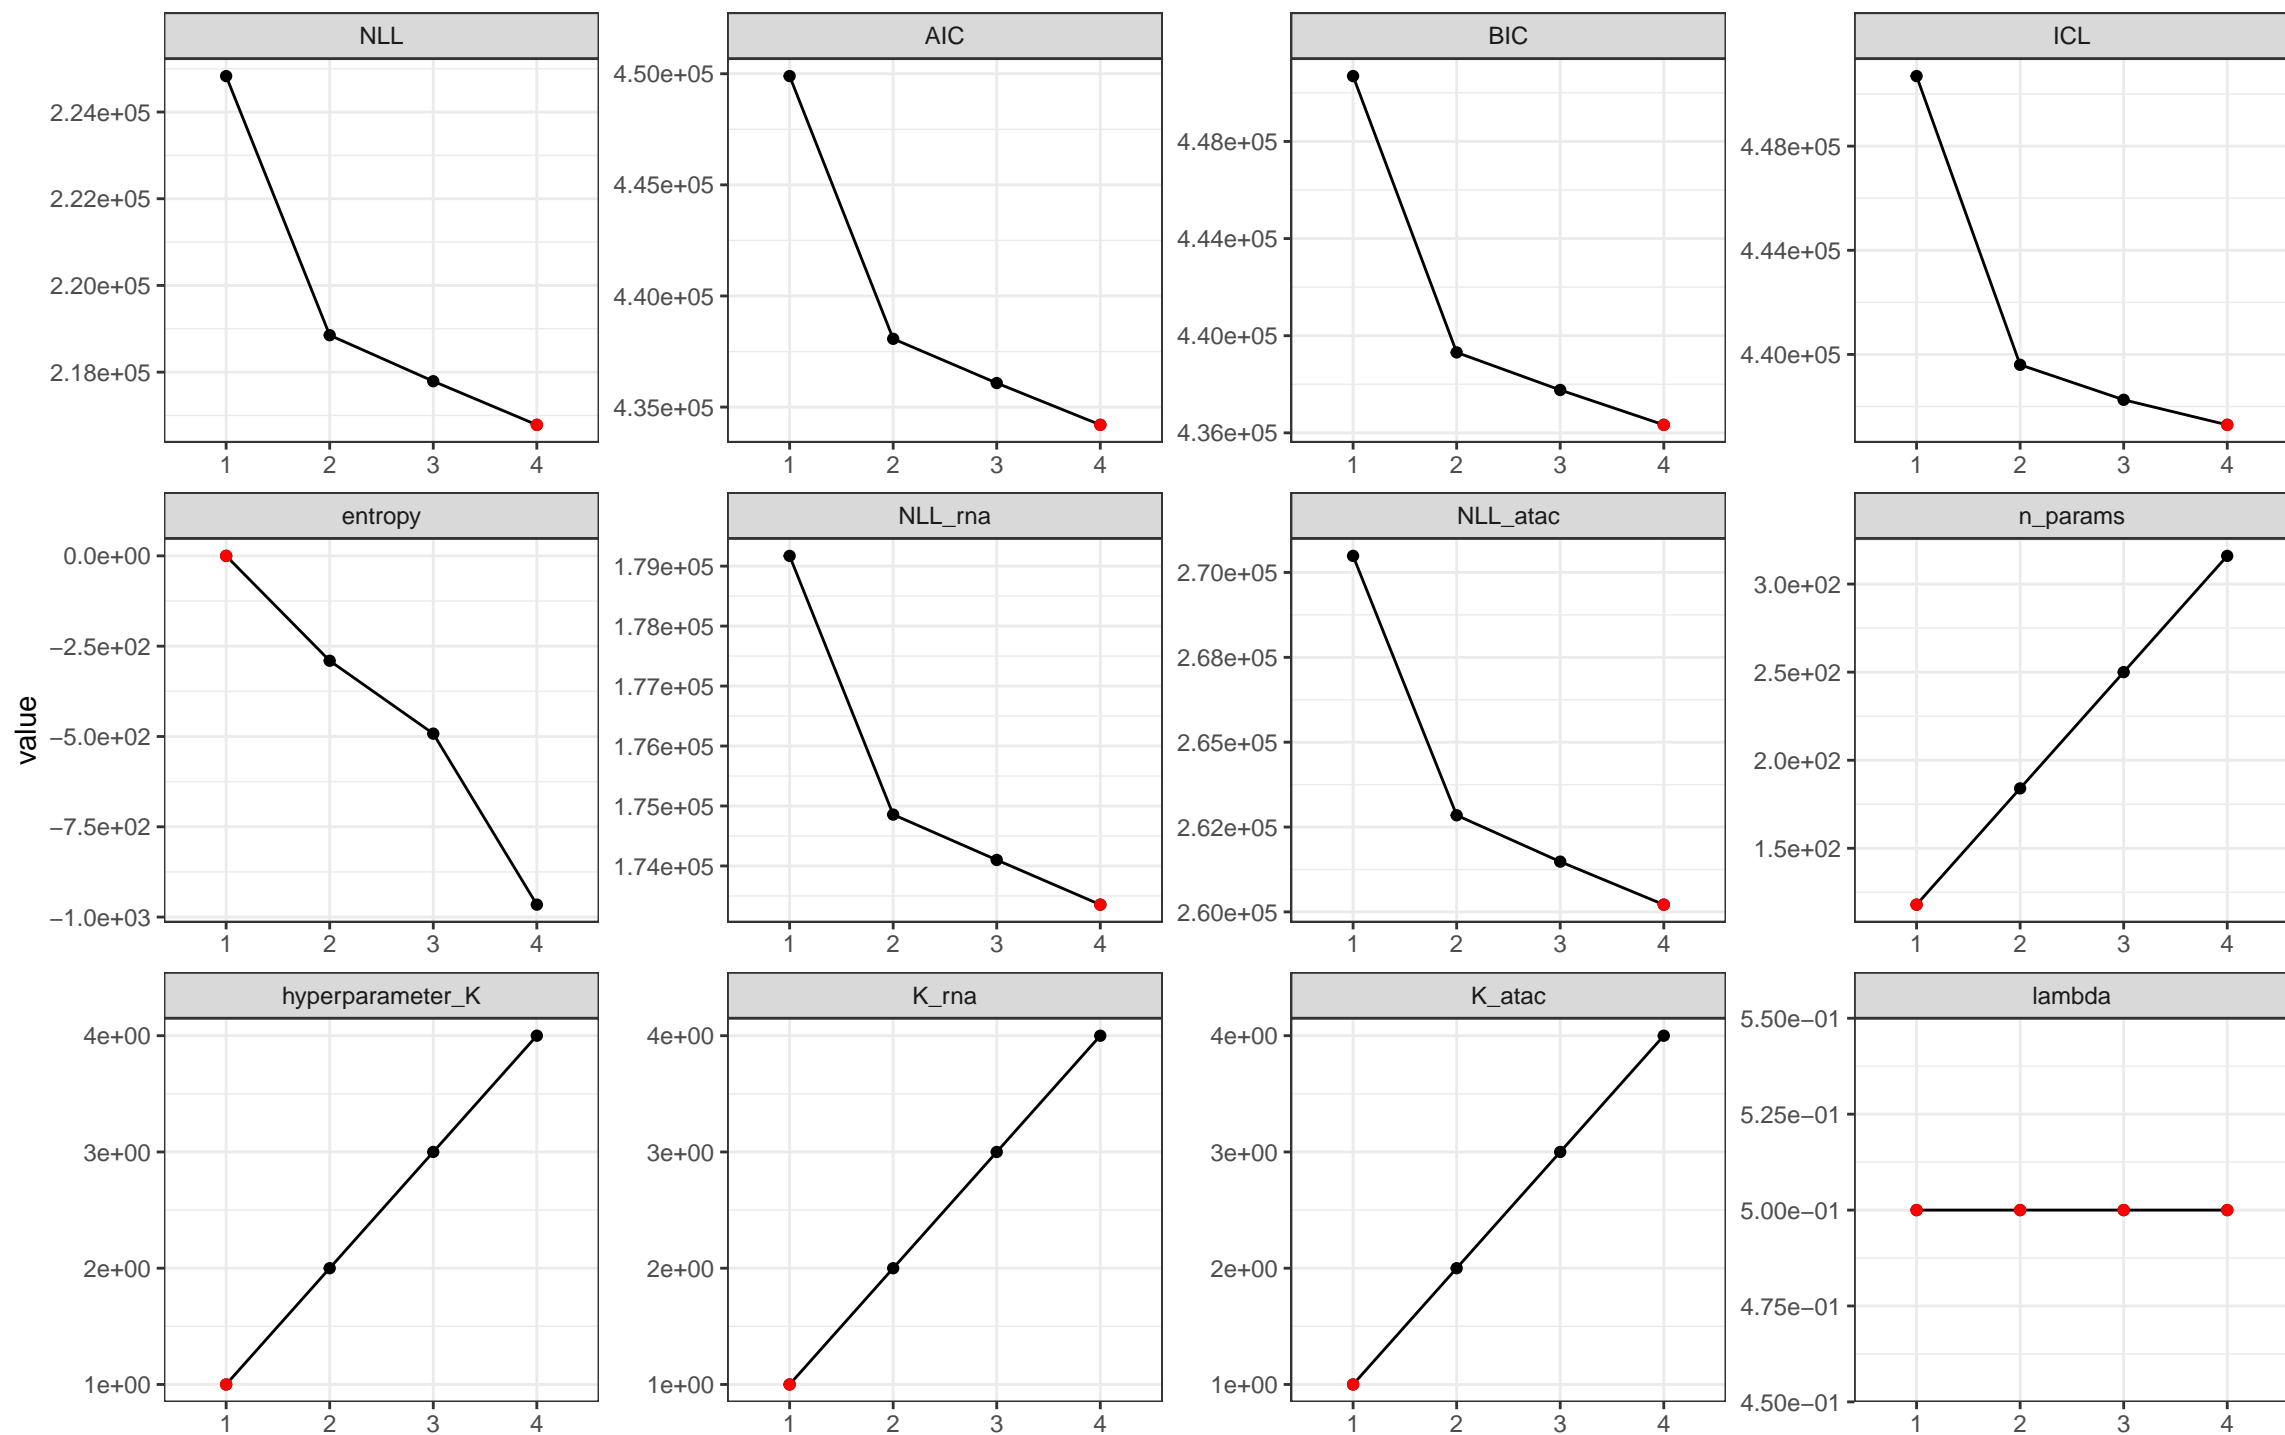 NLL AIC BIC ICL
2.24e+05 2.22e+05 2.20e+05 2.18e+05
4.50e+05 4.45e+05 4.40e+05 4.35e+05
4.48e+05 4.44e+05 4.40e+05 4.36e+05
4.48e+05 4.44e+05 4.40e+05
1 2 3 4 1 2 3 4 1 2 3 4 1 2 3 4
entropy NLL_rna NLL_atac n_params
value
0.0e+00 −2.5e+02 −5.0e+02 −7.5e+02 −1.0e+03
1.79e+05 1.78e+05 1.77e+05 1.76e+05 1.75e+05 1.74e+05
2.70e+05 2.68e+05 2.65e+05 2.62e+05 2.60e+05
3.0e+02 2.5e+02 2.0e+02 1.5e+02
1 2 3 4 1 2 3 4 1 2 3 4 1 2 3 4
hyperparameter_K K_rna K_atac lambda
4e+00 3e+00 2e+00 1e+00
4e+00 3e+00 2e+00 1e+00
4e+00 3e+00 2e+00 1e+00
5.50e−01 5.25e−01 5.00e−01 4.75e−01 4.50e−01
1 2 3 4 1 2 3 4 1 2 3 4 1 2 3 4